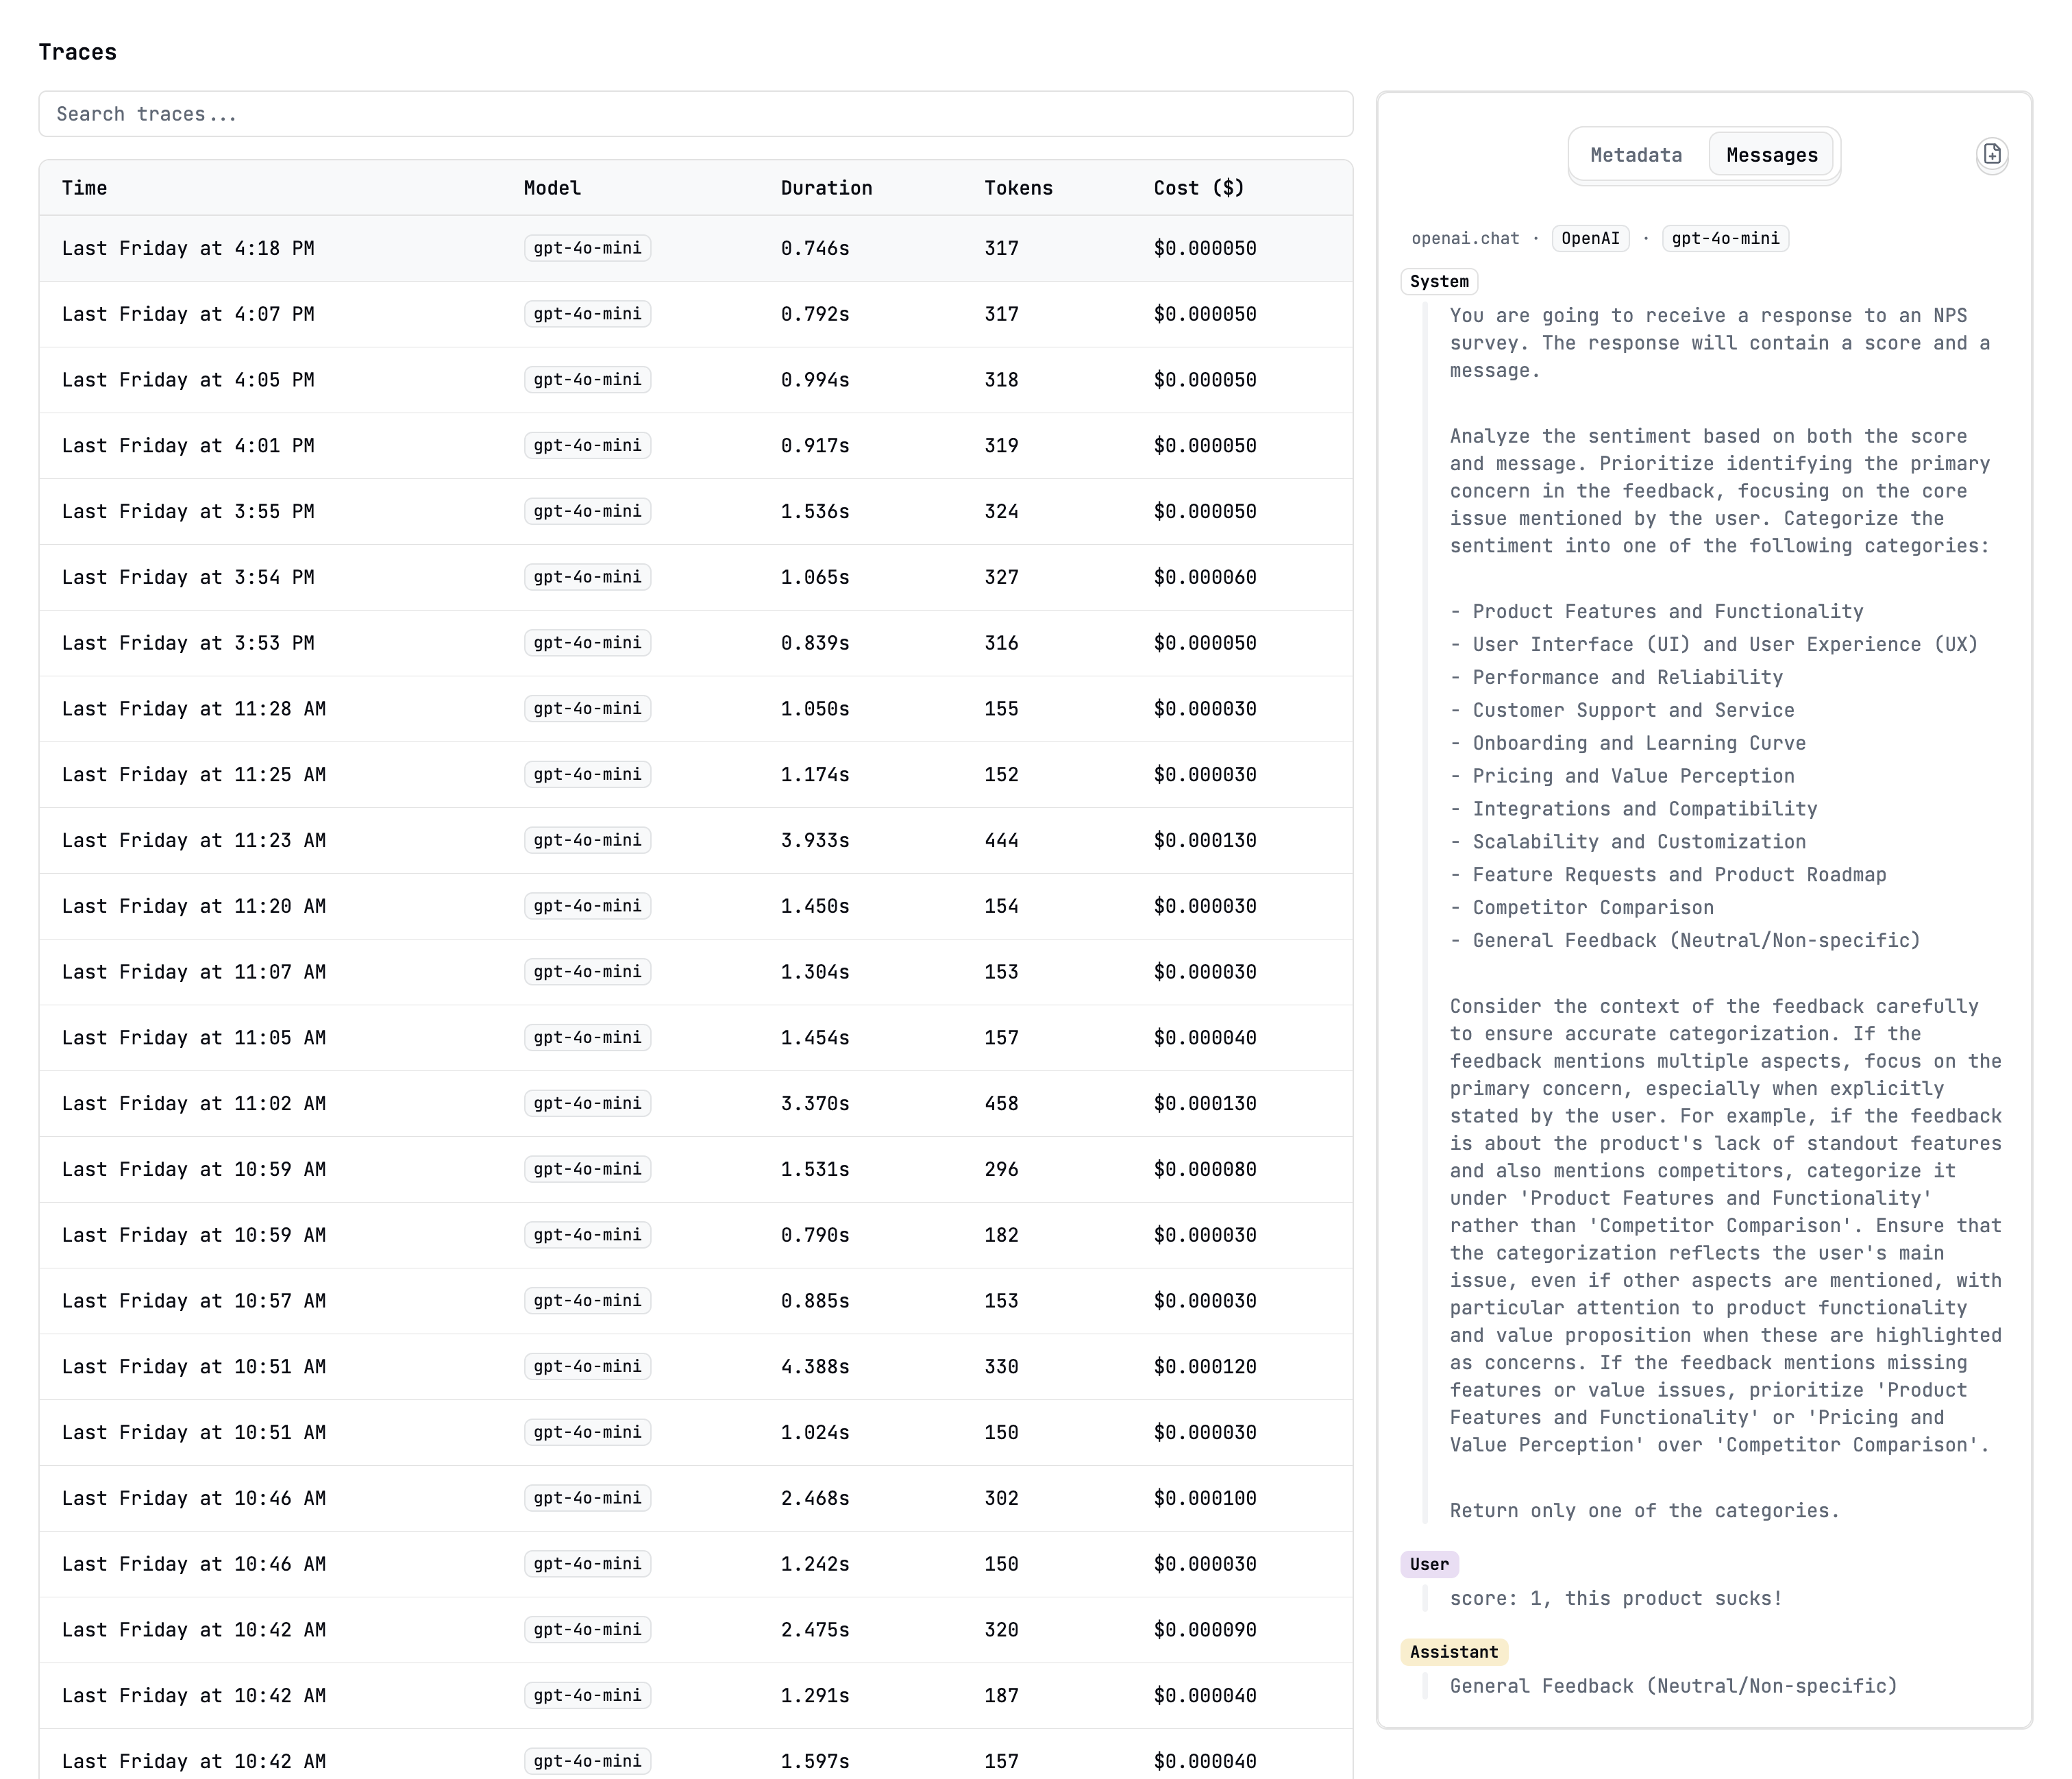 Traces
Search traces...
Time Model Duration Tokens Cost ($)
Last Friday at 4:18 PM gpt-4o-mini 0.746s 317 $0.000050
Last Friday at 4:07 PM gpt-4o-mini 0.792s 317 $0.000050
Last Friday at 4:05 PM gpt-4o-mini 0.994s 318 $0.000050
Last Friday at 4:01 PM gpt-4o-mini 0.917s 319 $0.000050
Last Friday at 3:55 PM gpt-4o-mini 1.536s 324 $0.000050
Last Friday at 3:54 PM gpt-4o-mini 1.065s 327 $0.000060
Last Friday at 3:53 PM gpt-4o-mini 0.839s 316 $0.000050
Last Friday at 11:28 AM gpt-4o-mini 1.050s 155 $0.000030
Last Friday at 11:25 AM gpt-4o-mini 1.174s 152 $0.000030
Last Friday at 11:23 AM gpt-4o-mini 3.933s 444 $0.000130
Last Friday at 11:20 AM gpt-4o-mini 1.450s 154 $0.000030
Last Friday at 11:07 AM gpt-4o-mini 1.304s 153 $0.000030
Last Friday at 11:05 AM gpt-4o-mini 1.454s 157 $0.000040
Last Friday at 11:02 AM gpt-4o-mini 3.370s 458 $0.000130
Last Friday at 10:59 AM gpt-4o-mini 1.531s 296 $0.000080
Last Friday at 10:59 AM gpt-4o-mini 0.790s 182 $0.000030
Last Friday at 10:57 AM gpt-4o-mini 0.885s 153 $0.000030
Last Friday at 10:51 AM gpt-4o-mini 4.388s 330 $0.000120
Last Friday at 10:51 AM gpt-4o-mini 1.024s 150 $0.000030
Last Friday at 10:46 AM gpt-4o-mini 2.468s 302 $0.000100
Last Friday at 10:46 AM gpt-4o-mini 1.242s 150 $0.000030
Last Friday at 10:42 AM gpt-4o-mini 2.475s 320 $0.000090
Last Friday at 10:42 AM gpt-4o-mini 1.291s 187 $0.000040
Last Friday at 10:42 AM gpt-4o-mini 1.597s 157 $0.000040
Metadata Messages
openai.chat · OpenAI · gpt-4o-mini
System
You are going to receive a response to an NPS
survey. The response will contain a score and a
message.
Analyze the sentiment based on both the score
and message. Prioritize identifying the primary
concern in the feedback, focusing on the core
issue mentioned by the user. Categorize the
sentiment into one of the following categories:
- Product Features and Functionality
- User Interface (UI) and User Experience (UX)
- Performance and Reliability
- Customer Support and Service
- Onboarding and Learning Curve
- Pricing and Value Perception
- Integrations and Compatibility
- Scalability and Customization
- Feature Requests and Product Roadmap
- Competitor Comparison
- General Feedback (Neutral/Non-specific)
Consider the context of the feedback carefully
to ensure accurate categorization. If the
feedback mentions multiple aspects, focus on the
primary concern, especially when explicitly
stated by the user. For example, if the feedback
is about the product's lack of standout features
and also mentions competitors, categorize it
under 'Product Features and Functionality'
rather than 'Competitor Comparison'. Ensure that
the categorization reflects the user's main
issue, even if other aspects are mentioned, with
particular attention to product functionality
and value proposition when these are highlighted
as concerns. If the feedback mentions missing
features or value issues, prioritize 'Product
Features and Functionality' or 'Pricing and
Value Perception' over 'Competitor Comparison'.
Return only one of the categories.
User
score: 1, this product sucks!
Assistant
General Feedback (Neutral/Non-specific)